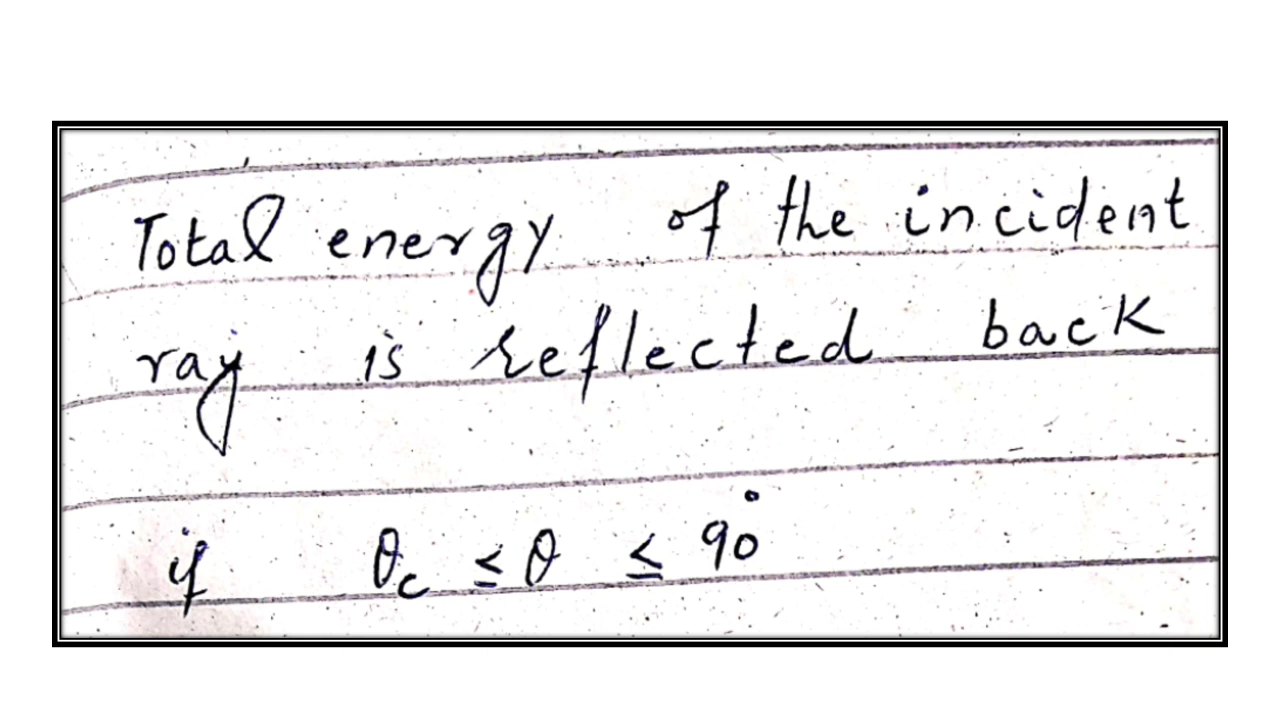 Total energy of the incident
ray is reflected back
if θc ≤ θ ≤ 90°